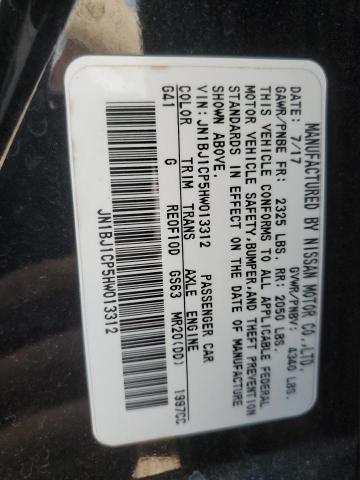 MANUFACTURED BY NISSAN MOTOR CO.,LTD.
DATE: 7/17 GVWR/PNBV: 4340 LBS.
GAWR/PNBE FR: 2325 LBS. RR: 2050 LBS.
THIS VEHICLE CONFORMS TO ALL APPLICABLE FEDERAL
MOTOR VEHICLE SAFETY,BUMPER,AND THEFT PREVENTION
STANDARDS IN EFFECT ON THE DATE OF MANUFACTURE
SHOWN ABOVE.
VIN: JN1BJ1CP5HW013312 PASSENGER CAR
COLOR TRIM TRANS AXLE ENGINE
G41 G RE0F10D GS63 MR20(DD) 1997CC
JN1BJ1CP5HW013312